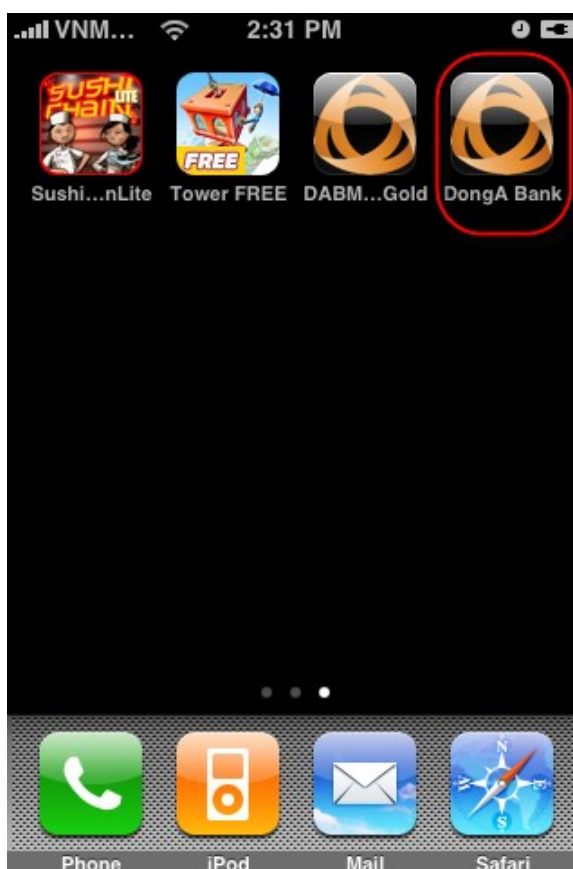 VNM... 2:31 PM
SUSHI
CHAIN LITE
FREE
Sushi...nLite Tower FREE DABM...Gold DongA Bank
N
W E
S
Phone iPod Mail Safari